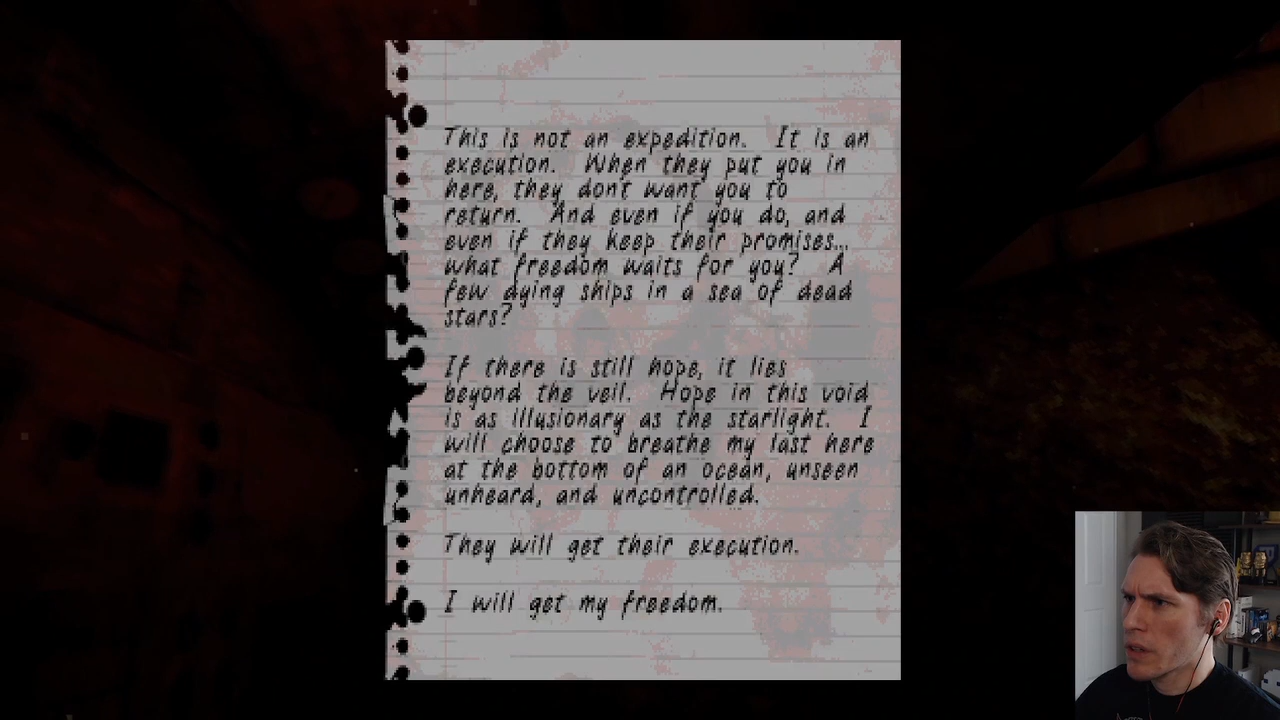 This is not an expedition.  It is an
execution.  When they put you in
here, they don't want you to
return.  And even if you do, and
even if they keep their promises...
what freedom waits for you?  A
few dying ships in a sea of dead
stars?
If there is still hope, it lies
beyond the veil.  Hope in this void
is as illusionary as the starlight.  I
will choose to breathe my last here
at the bottom of an ocean, unseen
unheard, and uncontrolled.
They will get their execution.
I will get my freedom.